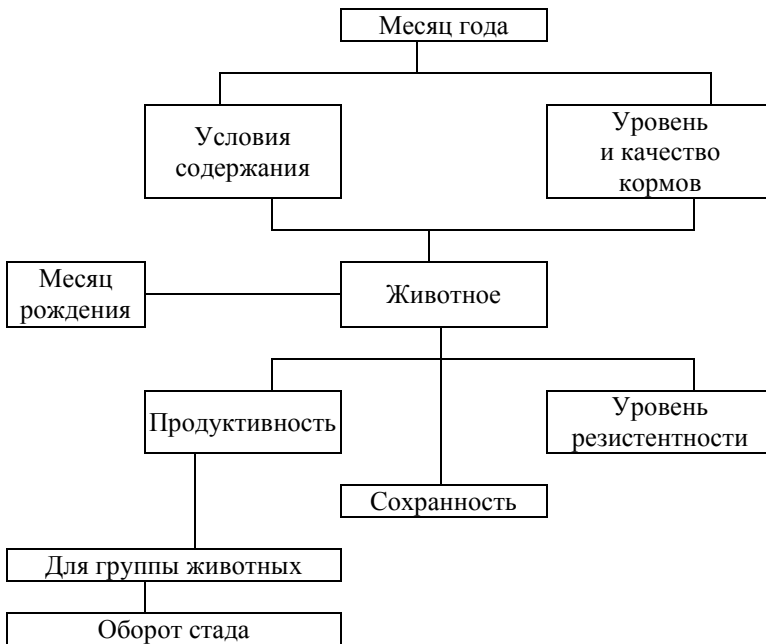 Месяц года
Условия
содержания
Уровень
и качество
кормов
Месяц
рождения
Животное
Продуктивность
Уровень
резистентности
Сохранность
Для группы животных
Оборот стада